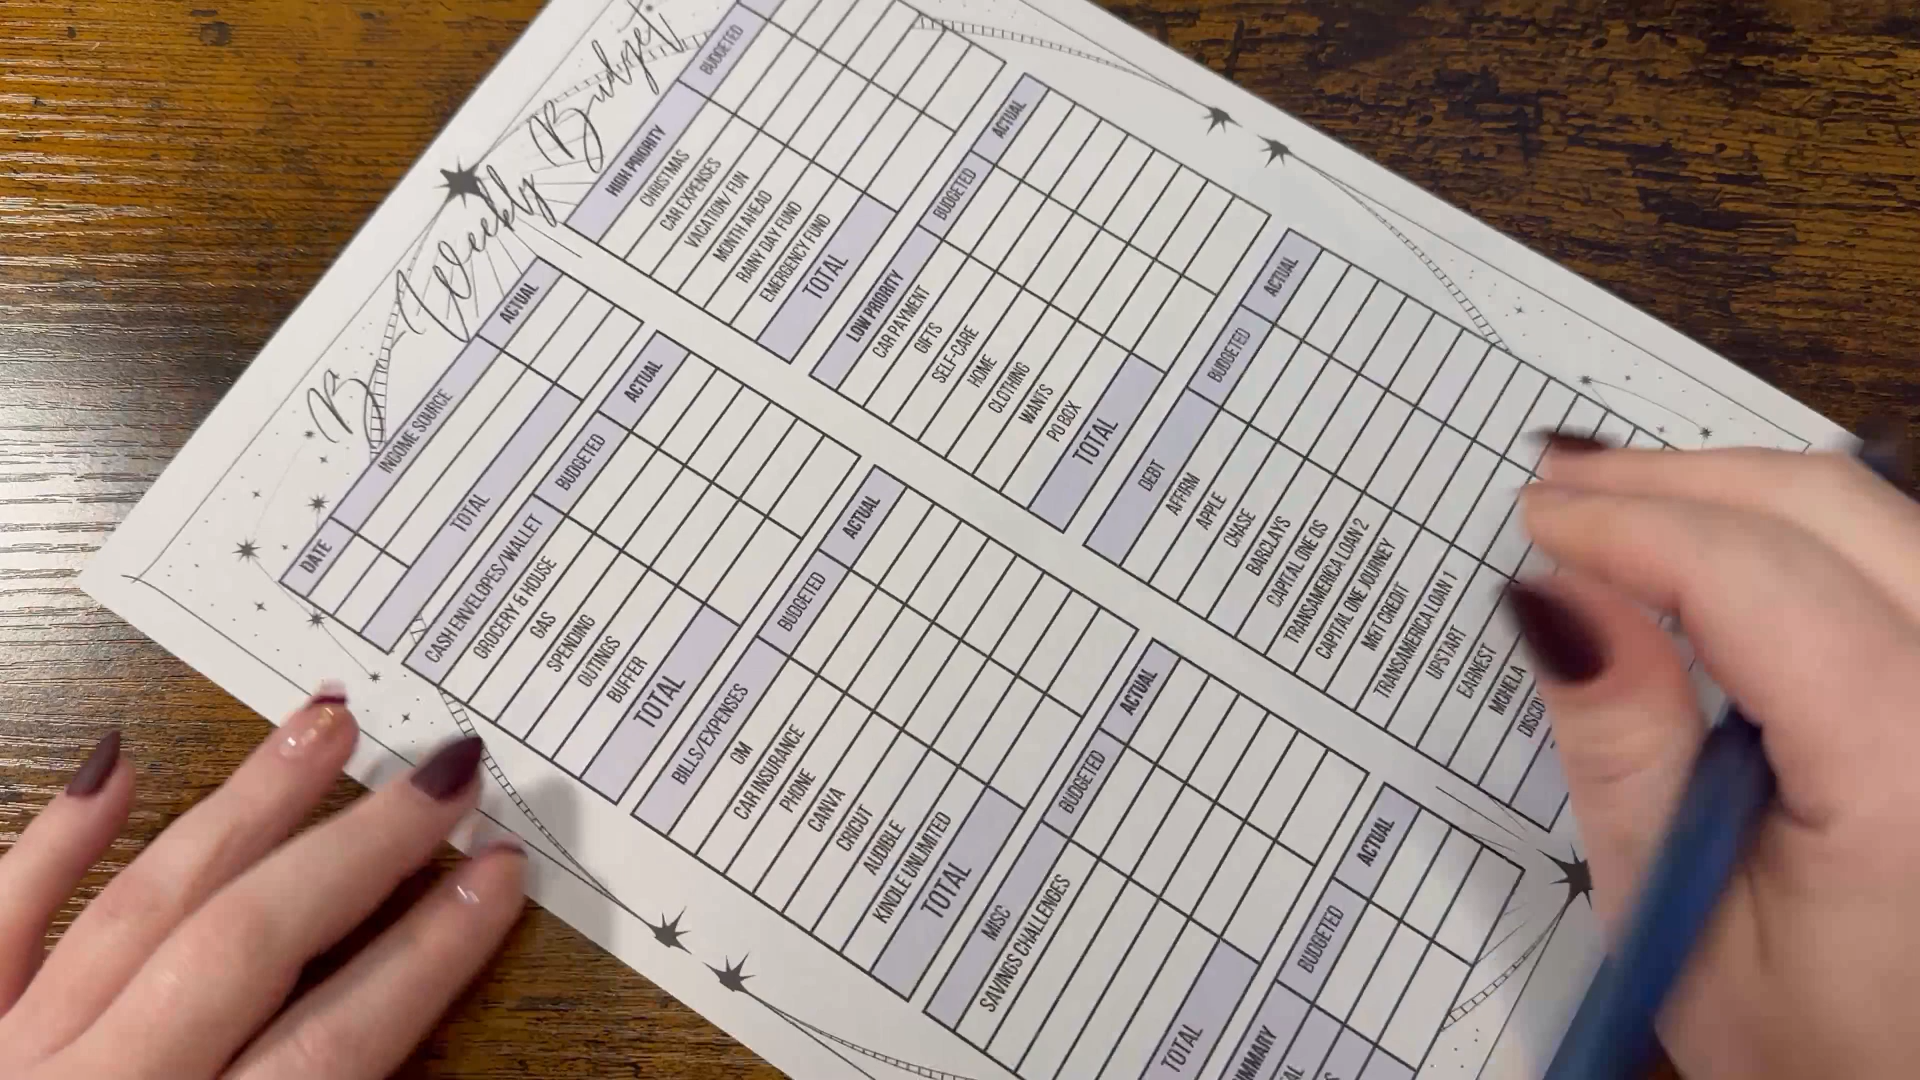 Bi Weekly Budget
DATE INCOME SOURCE ACTUAL
TOTAL
CASH ENVELOPES/WALLET BUDGETED ACTUAL
GROCERY & HOUSE
GAS
SPENDING
OUTINGS
BUFFER
TOTAL
BILLS/EXPENSES BUDGETED ACTUAL
GM
CAR INSURANCE
PHONE
CANVA
CRICUT
AUDIBLE
KINDLE UNLIMITED
TOTAL
MISC BUDGETED ACTUAL
SAVINGS CHALLENGES
TOTAL
HIGH PRIORITY BUDGETED
CHRISTMAS
CAR EXPENSES
VACATION/ FUN
MONTH AHEAD
RAINY DAY FUND
EMERGENCY FUND
TOTAL
LOW PRIORITY BUDGETED ACTUAL
CAR PAYMENT
GIFTS
SELF-CARE
HOME
CLOTHING
WANTS
PO BOX
TOTAL
DEBT BUDGETED ACTUAL
AFFIRM
APPLE
CHASE
BARCLAYS
CAPITAL ONE QS
TRANSAMERICA LOAN 2
CAPITAL ONE JOURNEY
M&T CREDIT
TRANSAMERICA LOAN 1
UPSTART
EARNEST
MOHELA
BUDGETED ACTUAL